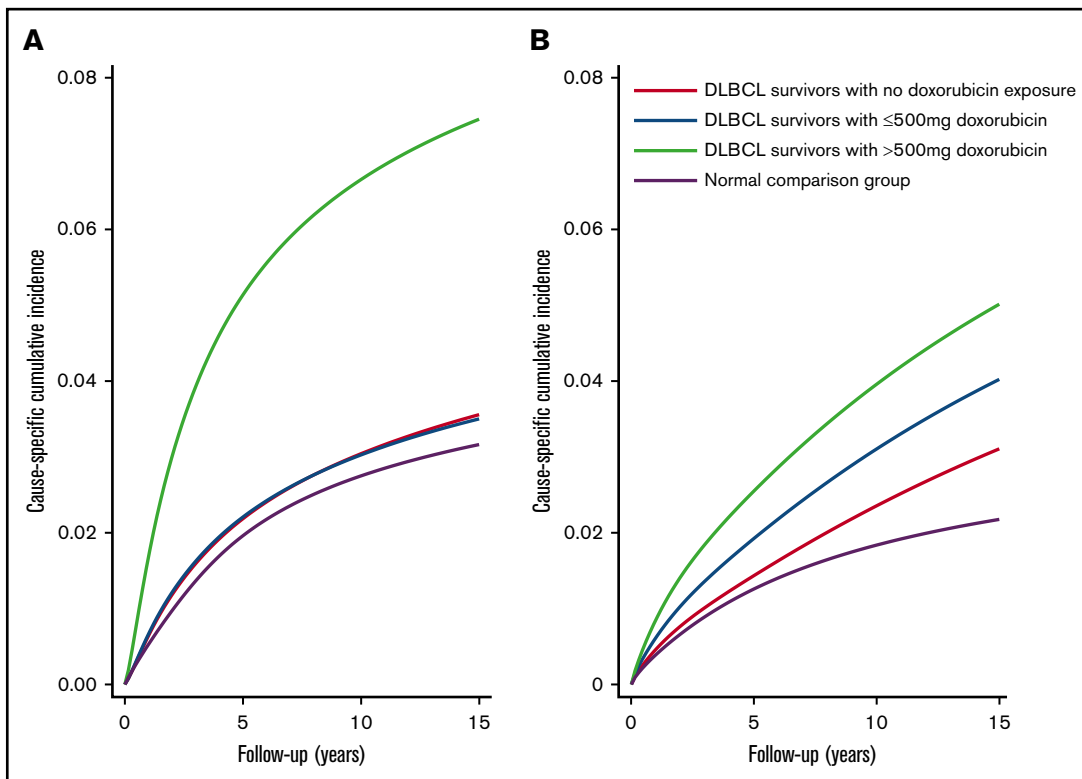 A
Cause-specific cumulative incidence
0.08
0.06
0.04
0.02
0.00
0
5
10
15
Follow-up (years)
B
DLBCL survivors with no doxorubicin exposure
DLBCL survivors with ≤500mg doxorubicin
DLBCL survivors with >500mg doxorubicin
Normal comparison group
Cause-specific cumulative incidence
0.08
0.06
0.04
0.02
0
0
5
10
15
Follow-up (years)